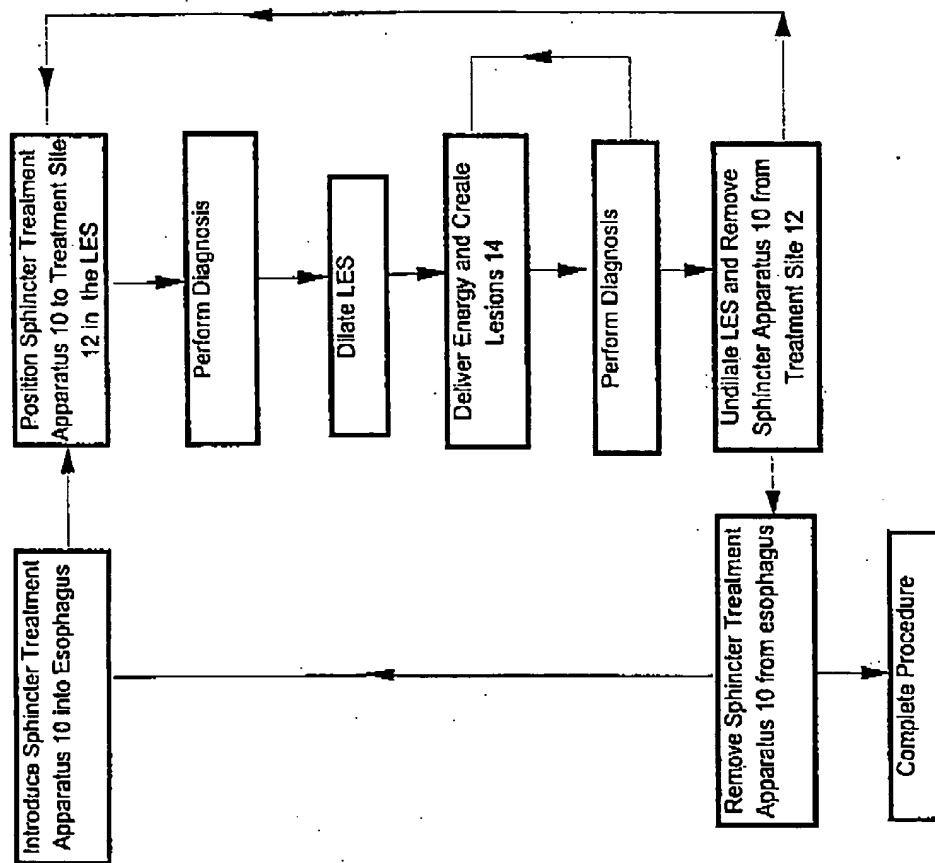 Introduce Sphincter Treatment
Apparatus 10 into Esophagus
Position Sphincter Treatment
Apparatus 10 to Treatment Site
12 in the LES
Perform Diagnosis
Dilate LES
Deliver Energy and Create
Lesions 14
Perform Diagnosis
Undilate LES and Remove
Sphincter Apparatus 10 from
Treatment Site 12
Remove Sphincter Treatment
Apparatus 10 from esophagus
Complete Procedure